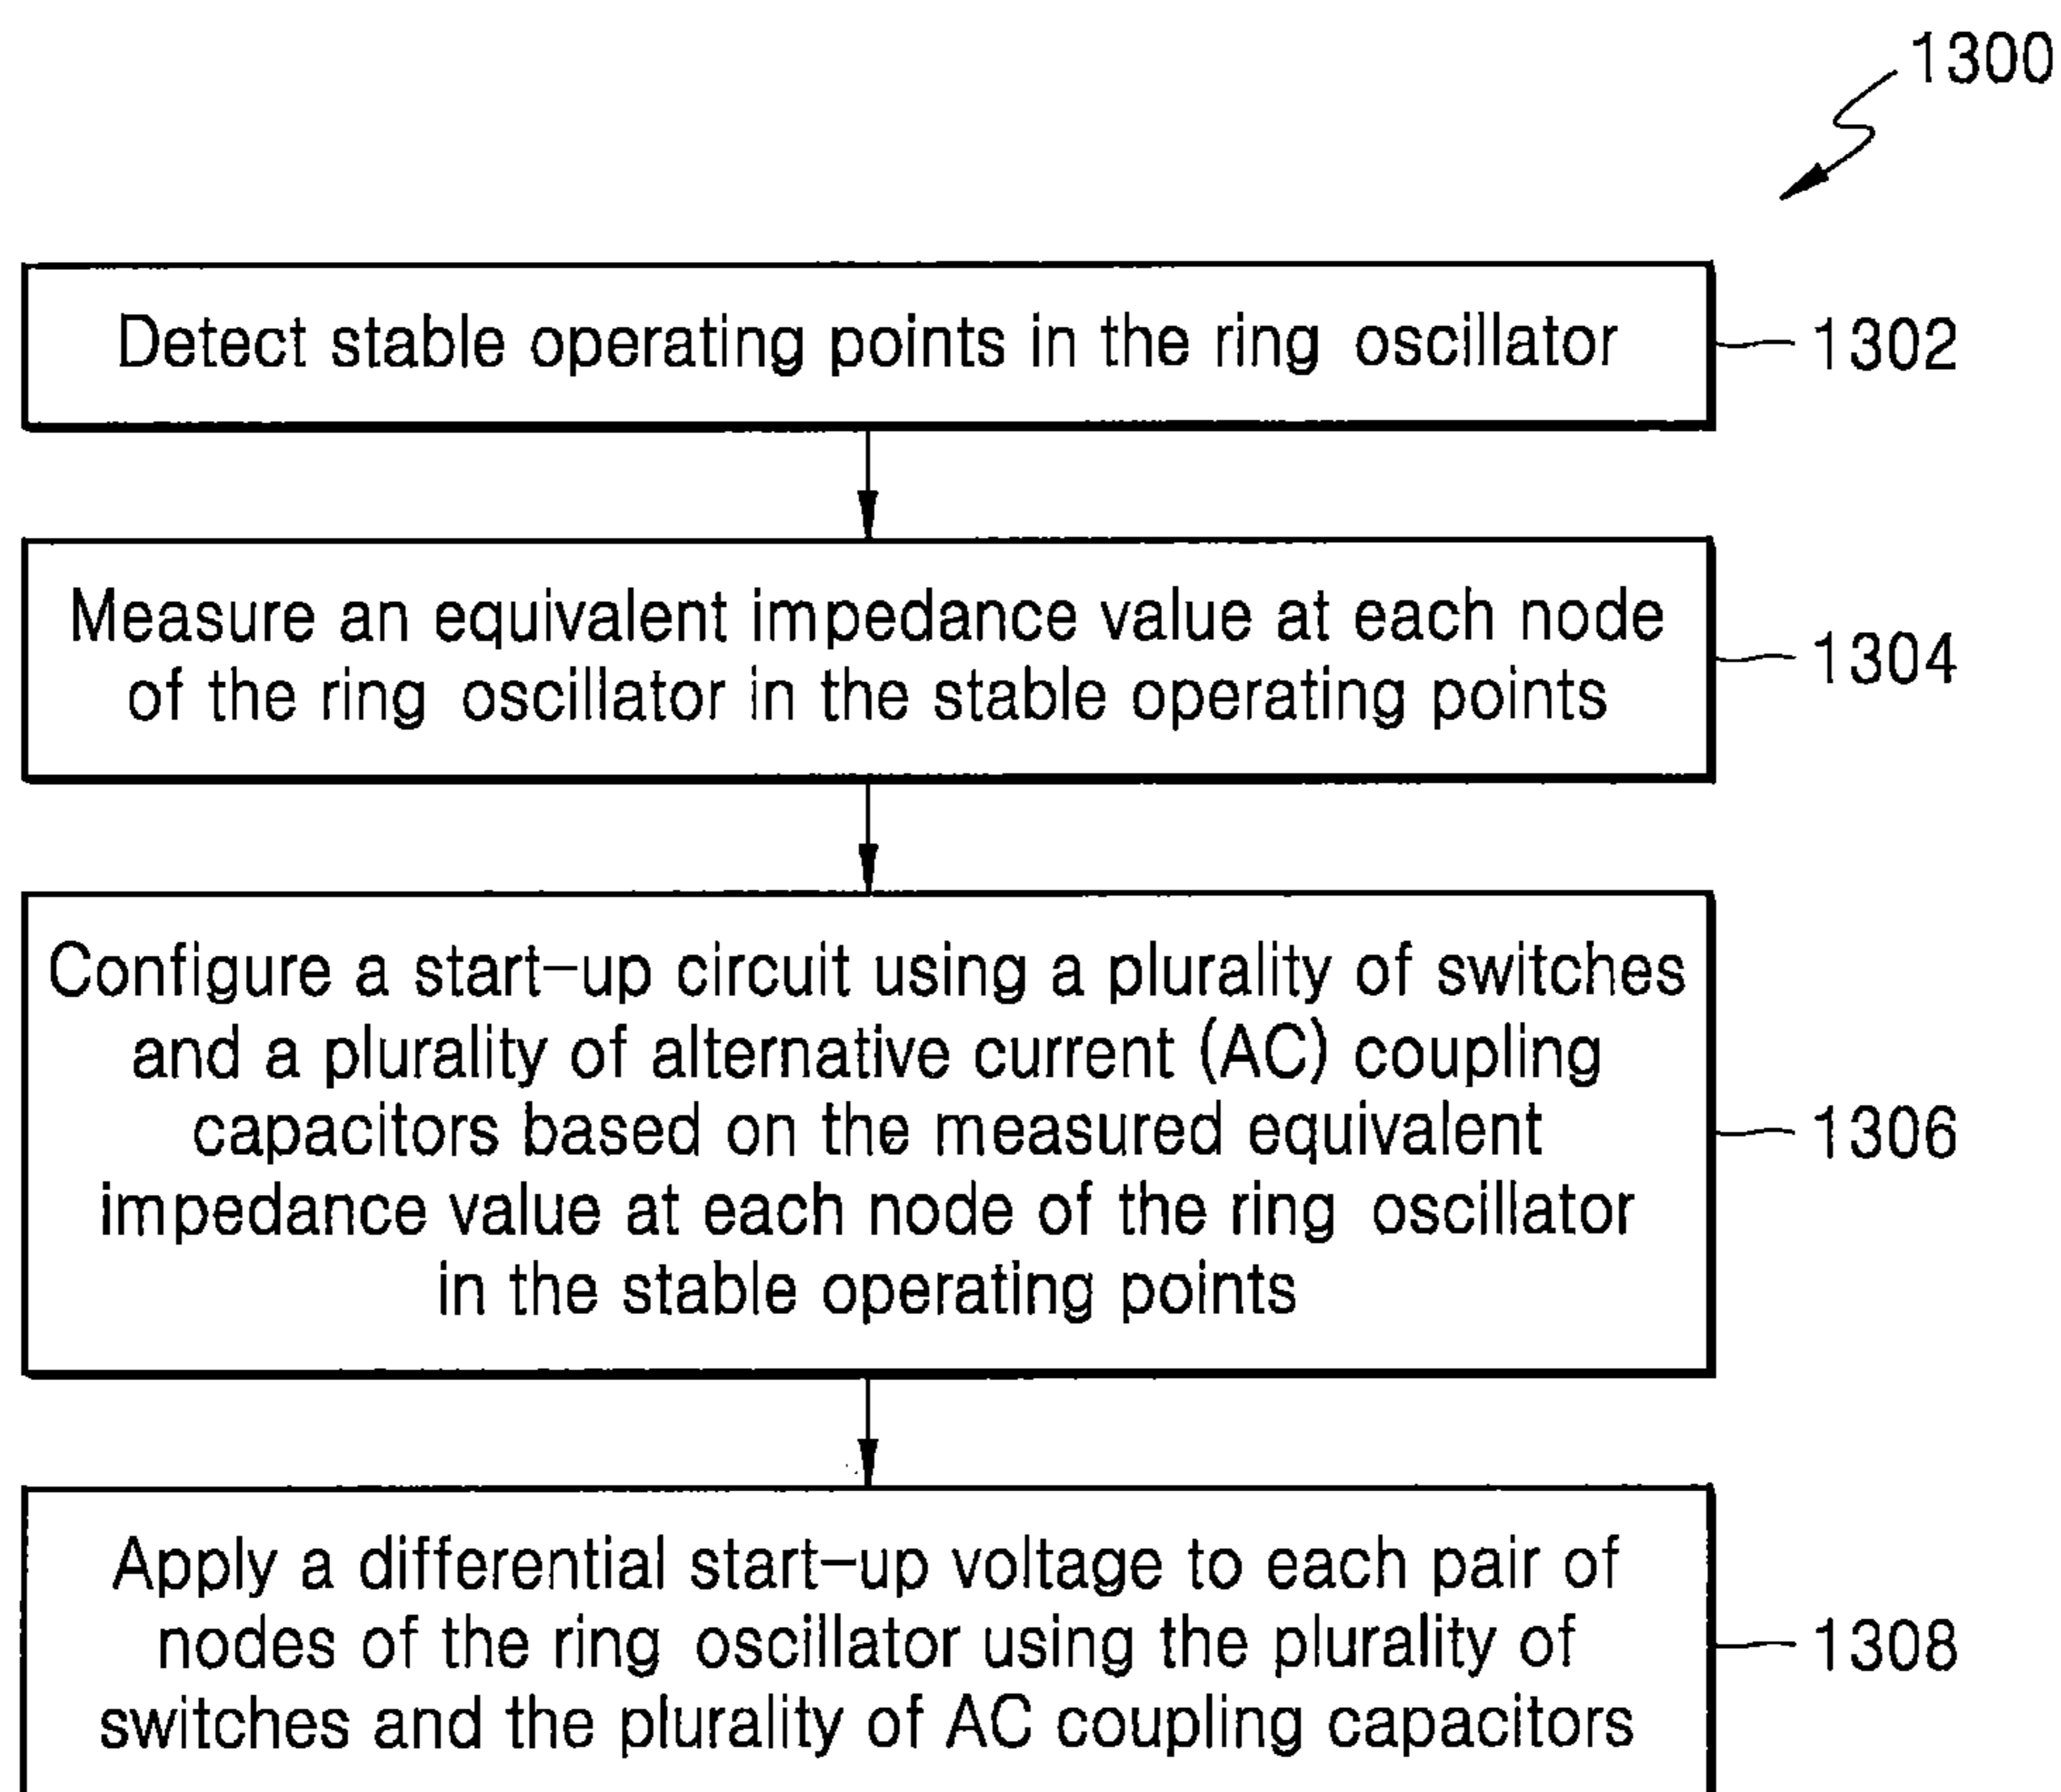 1300
Detect stable operating points in the ring oscillator
1302
Measure an equivalent impedance value at each node
of the ring oscillator in the stable operating points
1304
Configure a start-up circuit using a plurality of switches
and a plurality of alternative current (AC) coupling
capacitors based on the measured equivalent
impedance value at each node of the ring oscillator
in the stable operating points
1306
Apply a differential start-up voltage to each pair of
nodes of the ring oscillator using the plurality of
switches and the plurality of AC coupling capacitors
1308